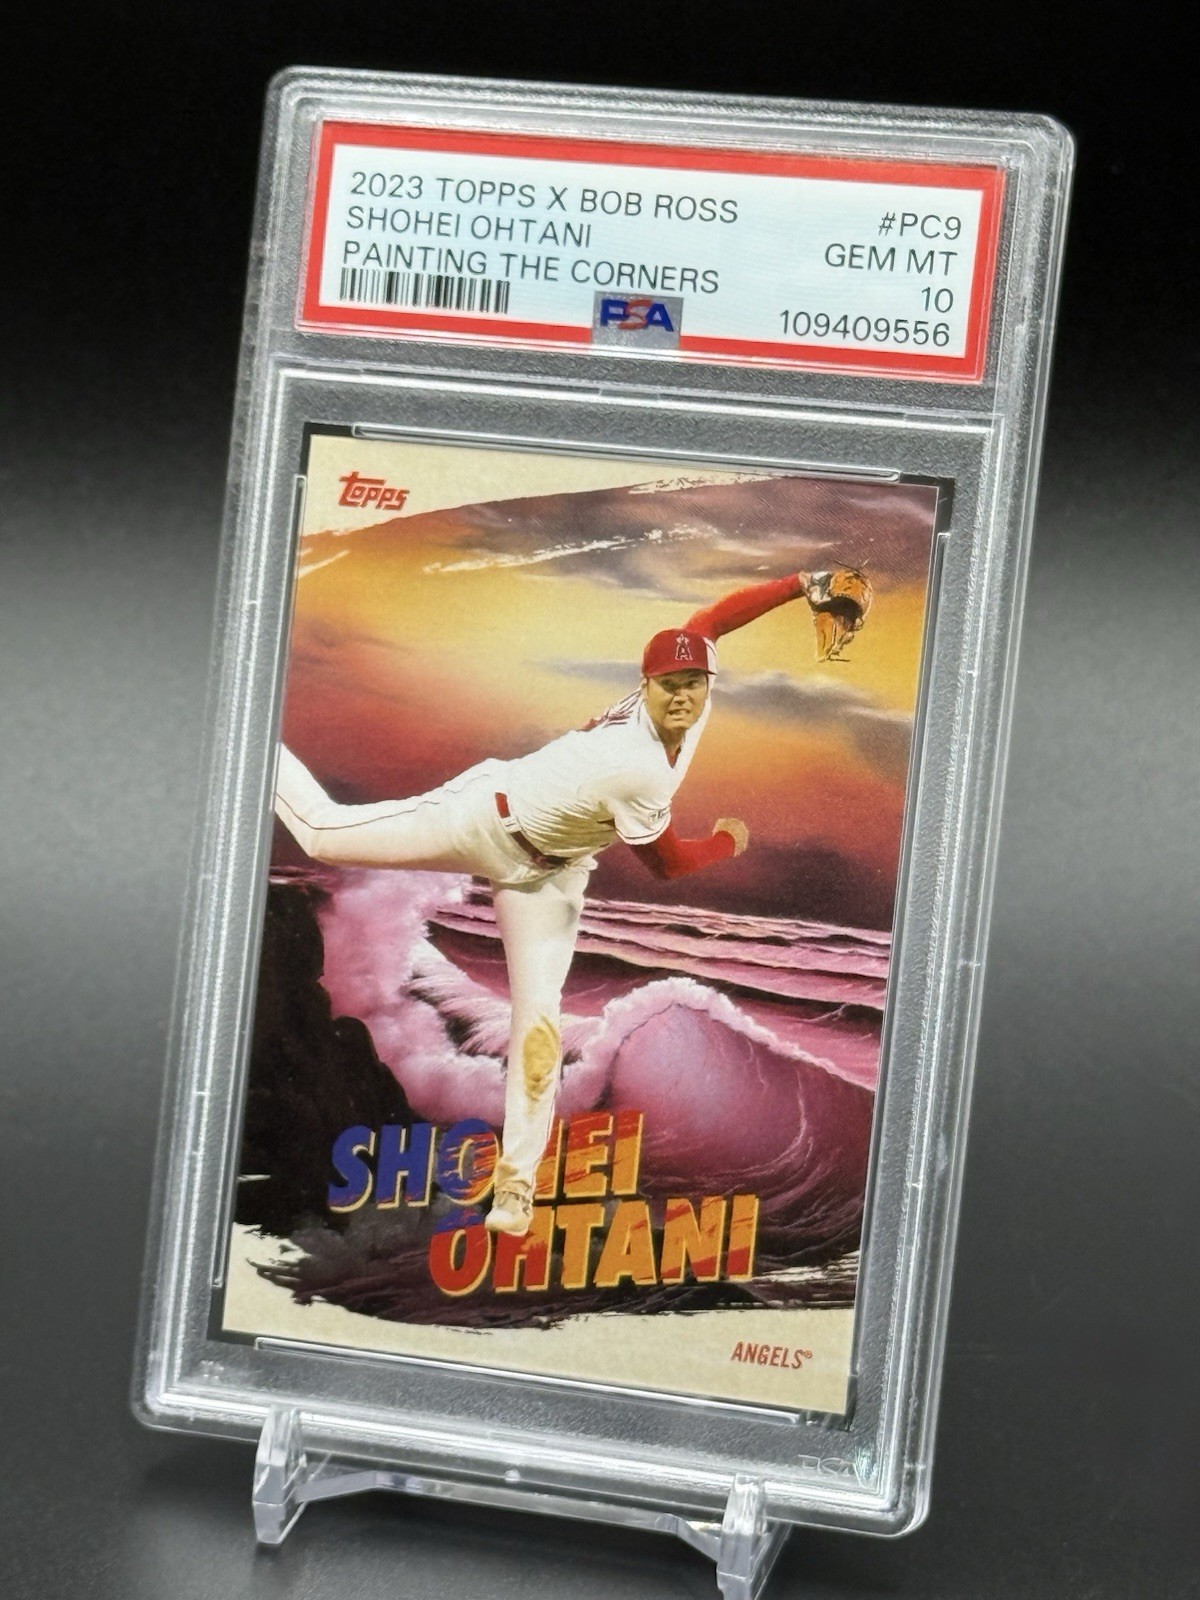 2023 TOPPS X BOB ROSS
SHOHEI OHTANI
PAINTING THE CORNERS
#PC9
GEM MT
10
109409556
PSA
topps
A
SHOHEI
OHTANI
ANGELS®
PSA